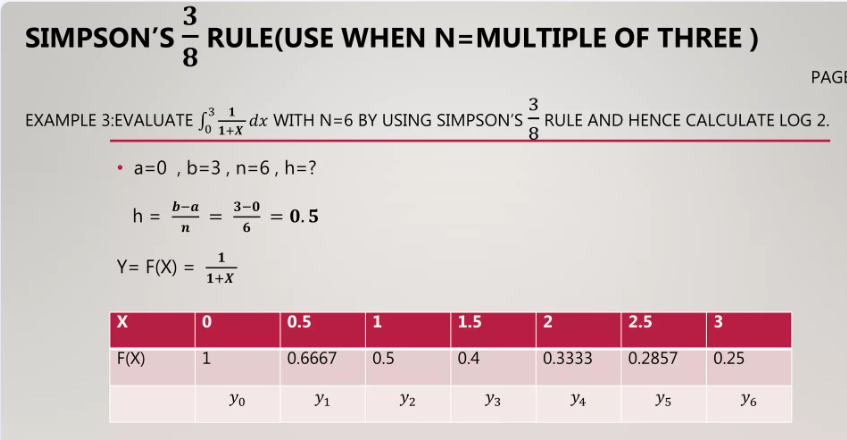 SIMPSON'S 3/8 RULE(USE WHEN N=MULTIPLE OF THREE )
PAGE
EXAMPLE 3:EVALUATE ∫₀³ 1/(1+X) dx WITH N=6 BY USING SIMPSON'S 3/8 RULE AND HENCE CALCULATE LOG 2.
• a=0 , b=3 , n=6 , h=?
h = (b−a)/n = (3−0)/6 = 0.5
Y= F(X) = 1/(1+X)
X 0 0.5 1 1.5 2 2.5 3
F(X) 1 0.6667 0.5 0.4 0.3333 0.2857 0.25
y₀ y₁ y₂ y₃ y₄ y₅ y₆